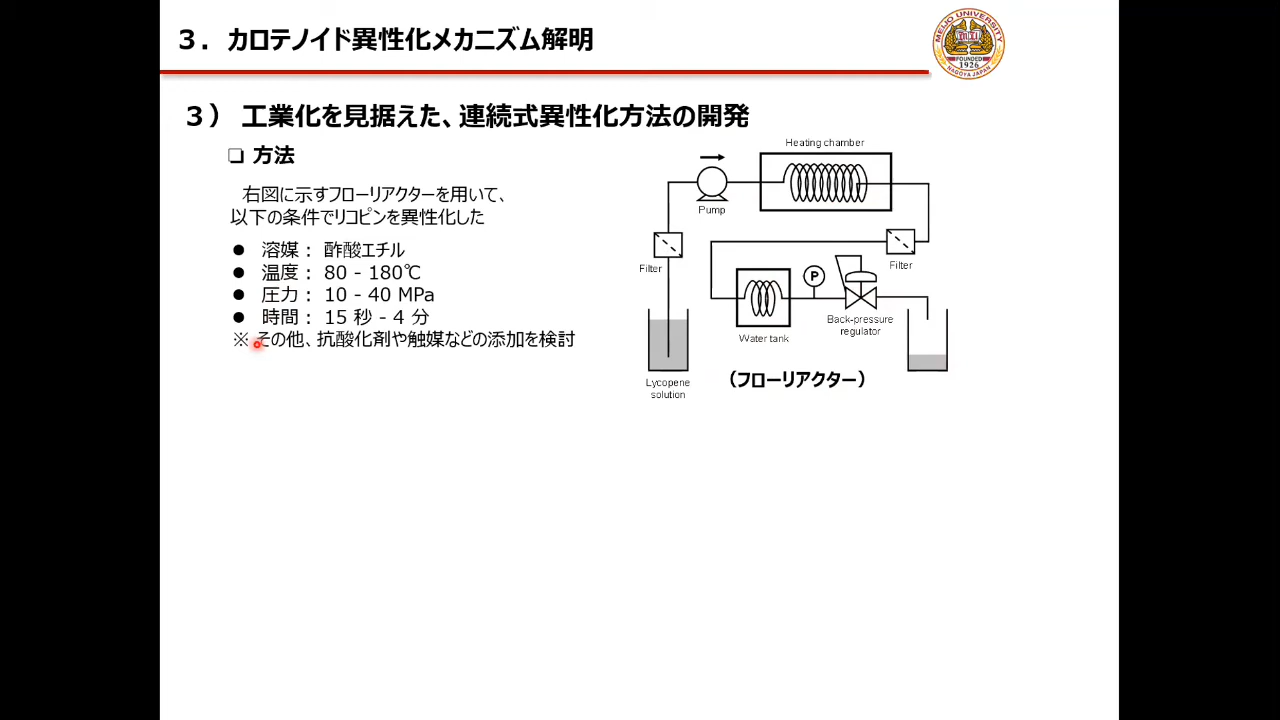 ３．カロテノイド異性化メカニズム解明
MEIJO UNIVERSITY
FOUNDED
1926
NAGOYA JAPAN
３） 工業化を見据えた、連続式異性化方法の開発
❏ 方法
右図に示すフローリアクターを用いて、
以下の条件でリコピンを異性化した
● 溶媒： 酢酸エチル
● 温度： 80 - 180℃
● 圧力： 10 - 40 MPa
● 時間： 15 秒 - 4 分
※ その他、抗酸化剤や触媒などの添加を検討
Heating chamber
Pump
Filter
Filter
P
Back-pressure
regulator
Water tank
Lycopene
solution
（フローリアクター）